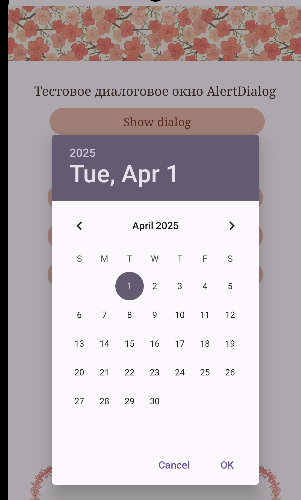 Тестовое диалоговое окно AlertDialog
Show dialog
2025
Tue, Apr 1
April 2025
S M T W T F S
1 2 3 4 5
6 7 8 9 10 11 12
13 14 15 16 17 18 19
20 21 22 23 24 25 26
27 28 29 30
Cancel OK